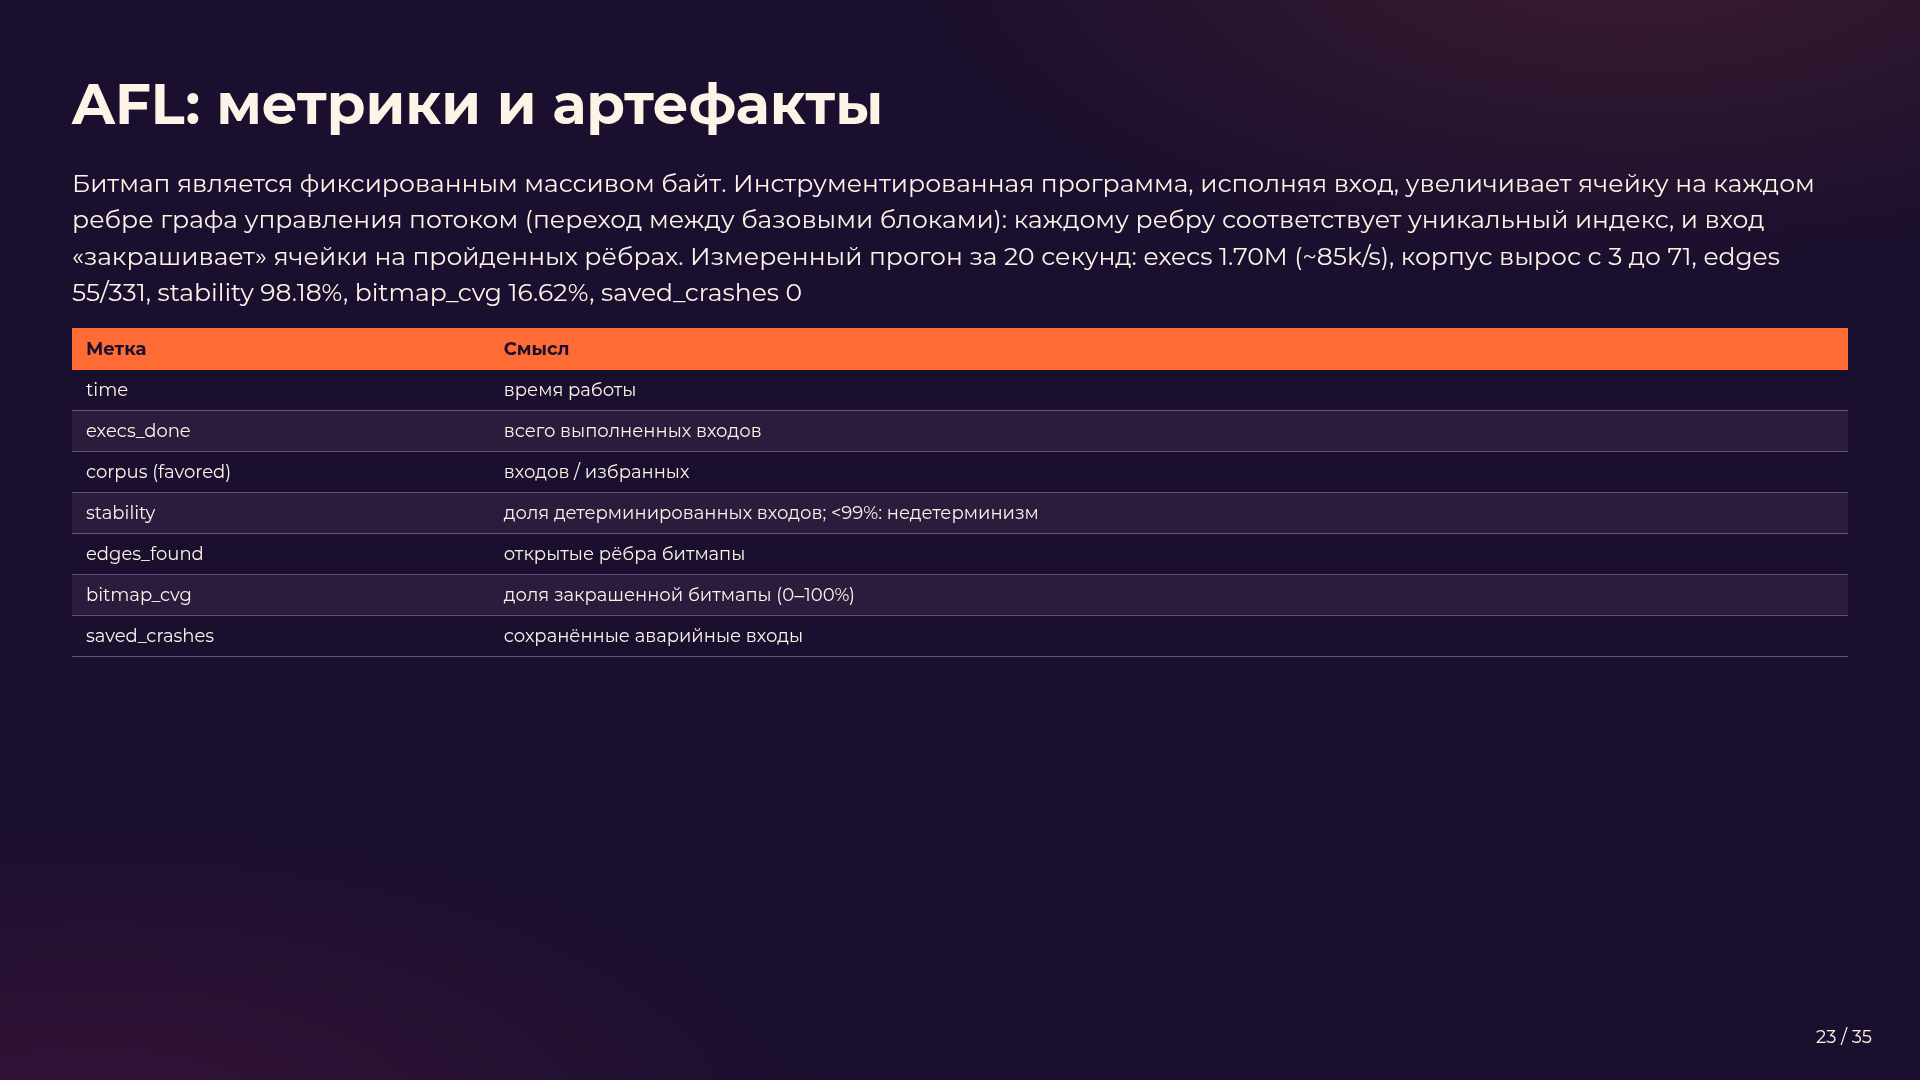 AFL: метрики и артефакты
Битмап является фиксированным массивом байт. Инструментированная программа, исполняя вход, увеличивает ячейку на каждом
ребре графа управления потоком (переход между базовыми блоками): каждому ребру соответствует уникальный индекс, и вход
«закрашивает» ячейки на пройденных рёбрах. Измеренный прогон за 20 секунд: execs 1.70M (~85k/s), корпус вырос с 3 до 71, edges
55/331, stability 98.18%, bitmap_cvg 16.62%, saved_crashes 0
Метка Смысл
time время работы
execs_done всего выполненных входов
corpus (favored) входов / избранных
stability доля детерминированных входов; <99%: недетерминизм
edges_found открытые рёбра битмапы
bitmap_cvg доля закрашенной битмапы (0–100%)
saved_crashes сохранённые аварийные входы
23 / 35